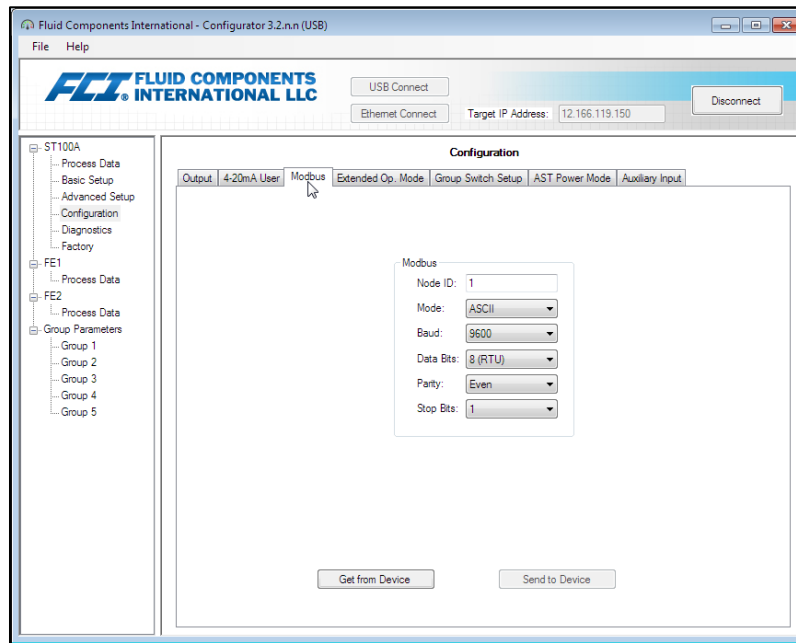 Fluid Components International - Configurator 3.2.n.n (USB)
File Help
FCI® FLUID COMPONENTS
INTERNATIONAL LLC
USB Connect
Ethernet Connect Target IP Address: 12.166.119.150
Disconnect
ST100A
Process Data
Basic Setup
Advanced Setup
Configuration
Diagnostics
Factory
FE1
Process Data
FE2
Process Data
Group Parameters
Group 1
Group 2
Group 3
Group 4
Group 5
Configuration
Output 4-20mA User Modbus Extended Op. Mode Group Switch Setup AST Power Mode Auxiliary Input
Modbus
Node ID: 1
Mode: ASCII
Baud: 9600
Data Bits: 8 (RTU)
Parity: Even
Stop Bits: 1
Get from Device Send to Device